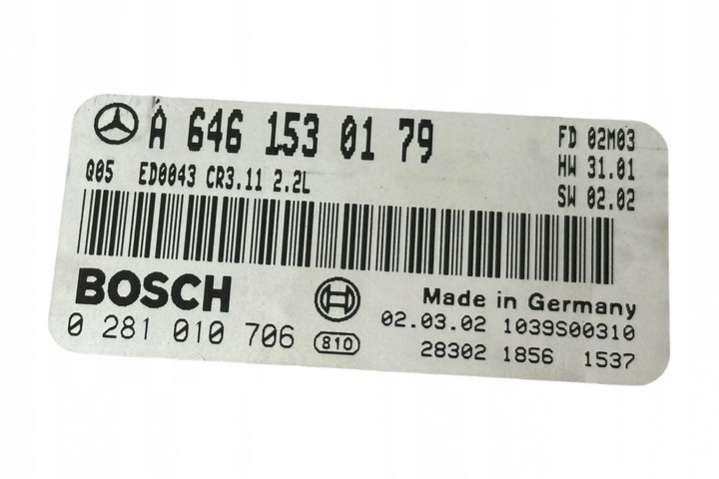 A 646 153 01 79
FD 02M03
HW 31.01
SW 02.02
Q05 ED0043 CR3.11 2.2L
BOSCH
Made in Germany
0 281 010 706 810
02.03.02 1039S00310
28302 1856 1537